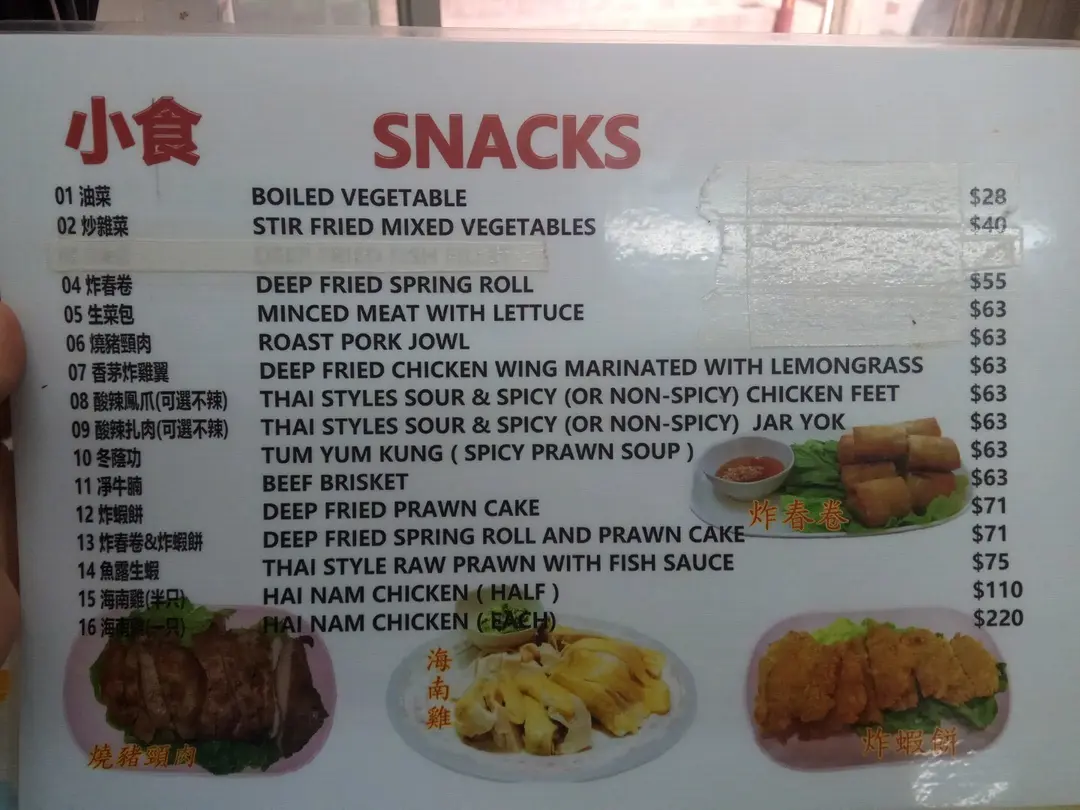 小食 SNACKS
01 油菜 BOILED VEGETABLE $28
02 炒雜菜 STIR FRIED MIXED VEGETABLES $40
04 炸春卷 DEEP FRIED SPRING ROLL $55
05 生菜包 MINCED MEAT WITH LETTUCE $63
06 燒豬頸肉 ROAST PORK JOWL $63
07 香茅炸雞翼 DEEP FRIED CHICKEN WING MARINATED WITH LEMONGRASS $63
08 酸辣鳳爪(可選不辣) THAI STYLES SOUR & SPICY (OR NON-SPICY) CHICKEN FEET $63
09 酸辣扎肉(可選不辣) THAI STYLES SOUR & SPICY (OR NON-SPICY) JAR YOK $63
10 冬蔭功 TUM YUM KUNG ( SPICY PRAWN SOUP ) $63
11 凈牛腩 BEEF BRISKET $63
12 炸蝦餅 DEEP FRIED PRAWN CAKE $71
炸春卷
13 炸春卷&炸蝦餅 DEEP FRIED SPRING ROLL AND PRAWN CAKE $71
14 魚露生蝦 THAI STYLE RAW PRAWN WITH FISH SAUCE $75
15 海南雞(半只) HAI NAM CHICKEN ( HALF ) $110
16 海南雞(一只) HAI NAM CHICKEN ( EACH) $220
海南雞
燒豬頸肉
炸蝦餅